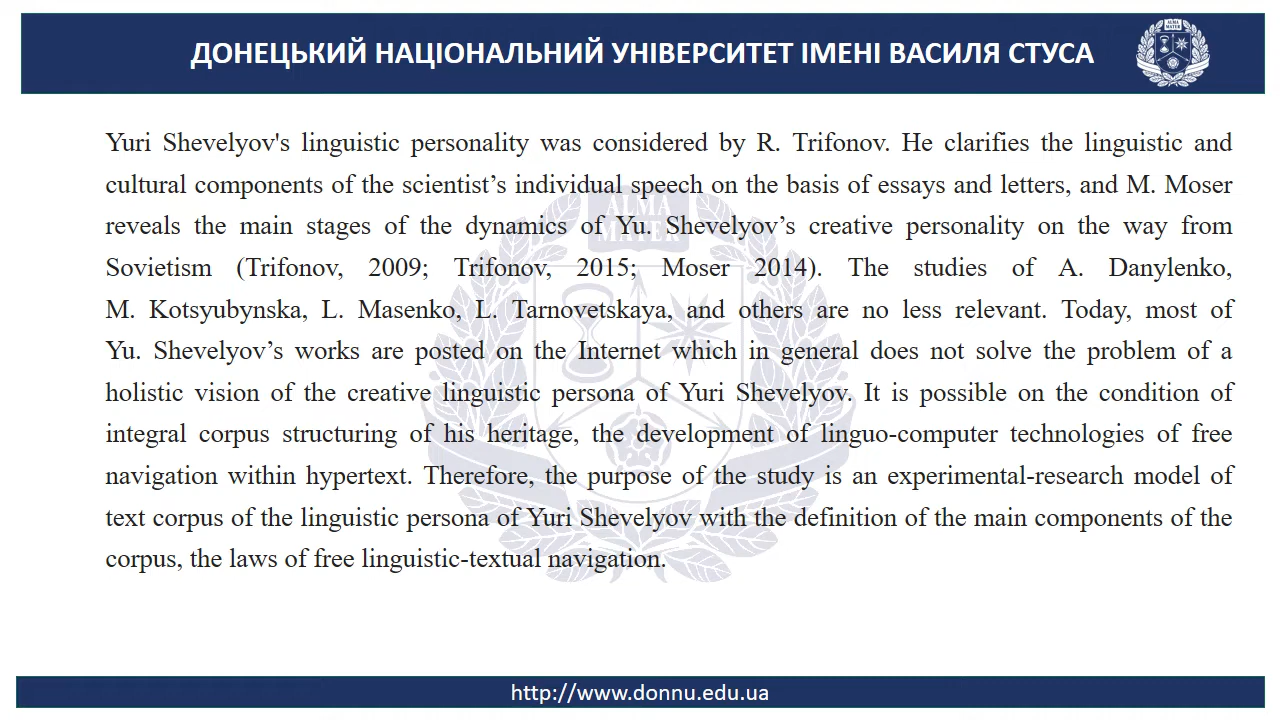 ДОНЕЦЬКИЙ НАЦІОНАЛЬНИЙ УНІВЕРСИТЕТ ІМЕНІ ВАСИЛЯ СТУСА
ALMA
MATER
Yuri Shevelyov's linguistic personality was considered by R. Trifonov. He clarifies the linguistic and
cultural components of the scientist’s individual speech on the basis of essays and letters, and M. Moser
reveals the main stages of the dynamics of Yu. Shevelyov’s creative personality on the way from
Sovietism (Trifonov, 2009; Trifonov, 2015; Moser 2014). The studies of A. Danylenko,
M. Kotsyubynska, L. Masenko, L. Tarnovetskaya, and others are no less relevant. Today, most of
Yu. Shevelyov’s works are posted on the Internet which in general does not solve the problem of a
holistic vision of the creative linguistic persona of Yuri Shevelyov. It is possible on the condition of
integral corpus structuring of his heritage, the development of linguo-computer technologies of free
navigation within hypertext. Therefore, the purpose of the study is an experimental-research model of
text corpus of the linguistic persona of Yuri Shevelyov with the definition of the main components of the
corpus, the laws of free linguistic-textual navigation.
ALMA
MATER
http://www.donnu.edu.ua